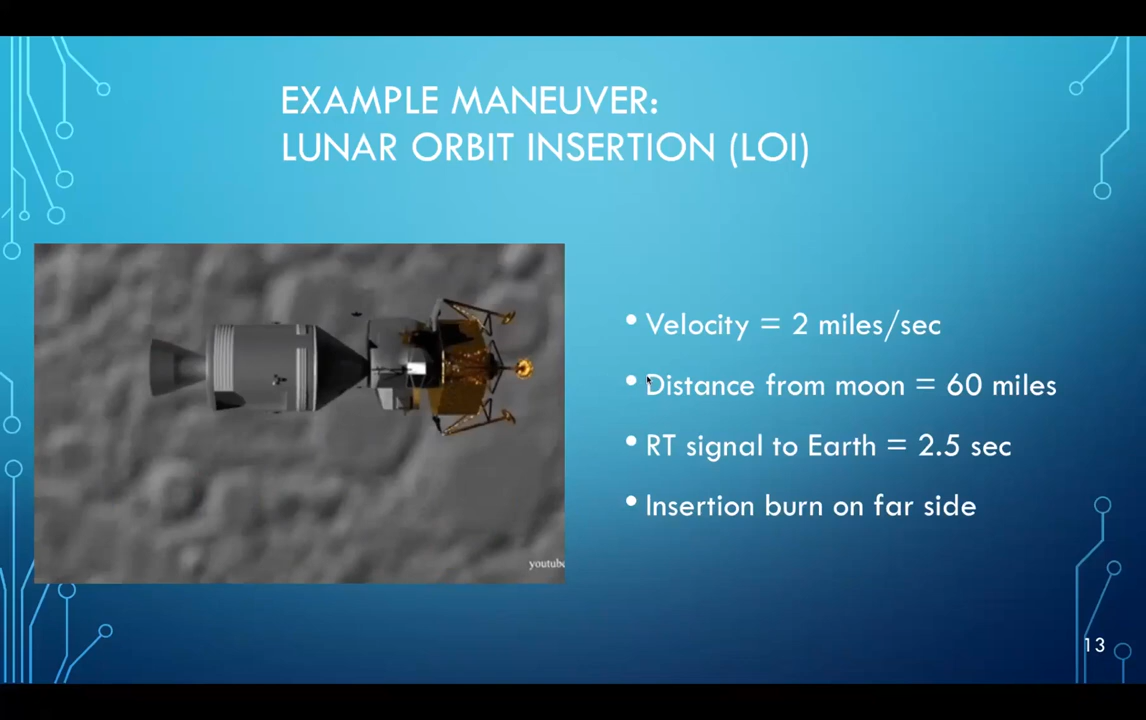 EXAMPLE MANEUVER:
LUNAR ORBIT INSERTION (LOI)
• Velocity = 2 miles/sec
• Distance from moon = 60 miles
• RT signal to Earth = 2.5 sec
• Insertion burn on far side
youtube
13